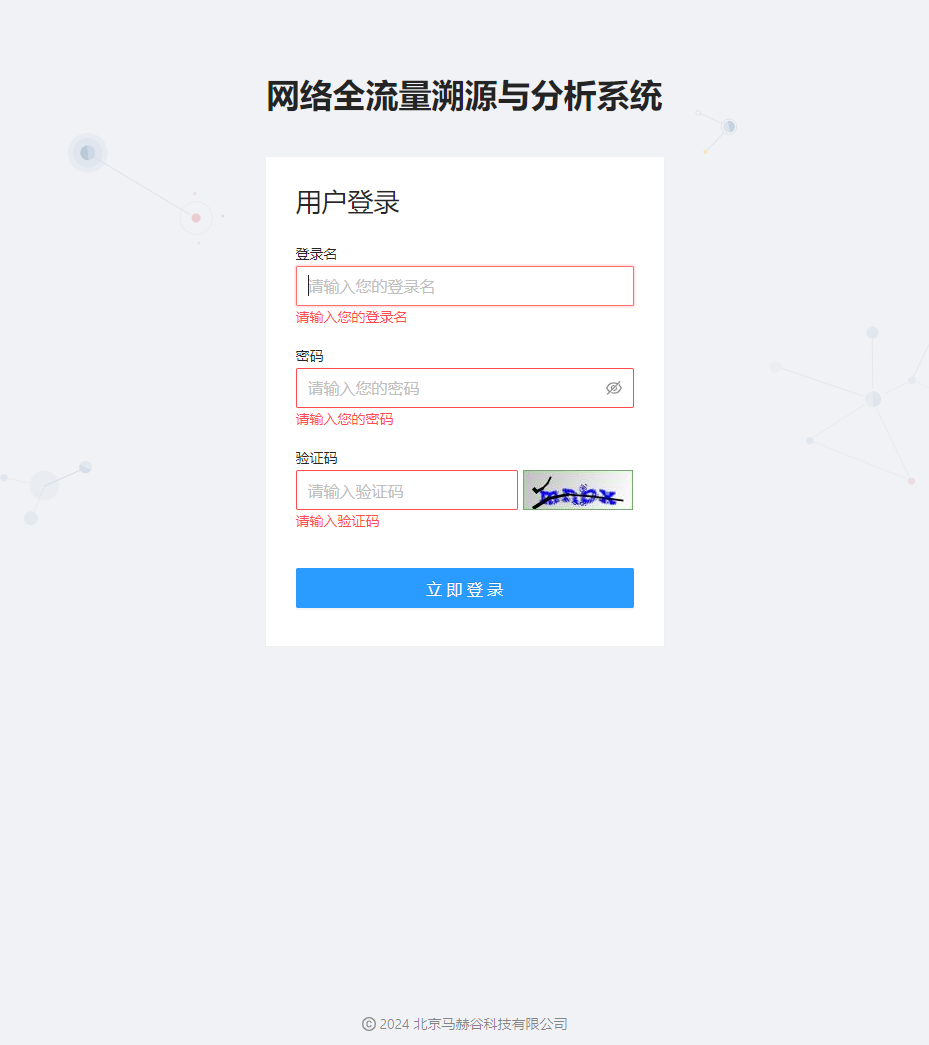 网络全流量溯源与分析系统
用户登录
登录名
请输入您的登录名
请输入您的登录名
密码
请输入您的密码
请输入您的密码
验证码
请输入验证码
请输入验证码
立即登录
© 2024 北京马赫谷科技有限公司